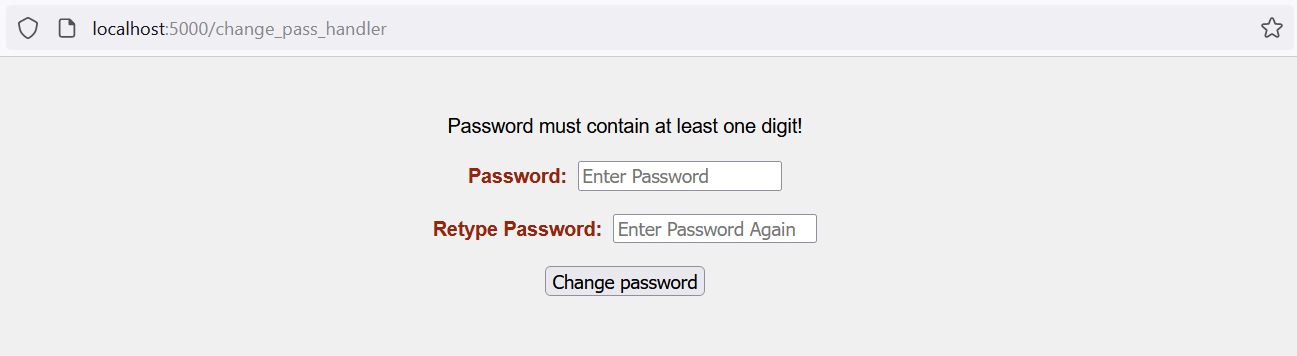 localhost:5000/change_pass_handler
Password must contain at least one digit!
Password: Enter Password
Retype Password: Enter Password Again
Change password